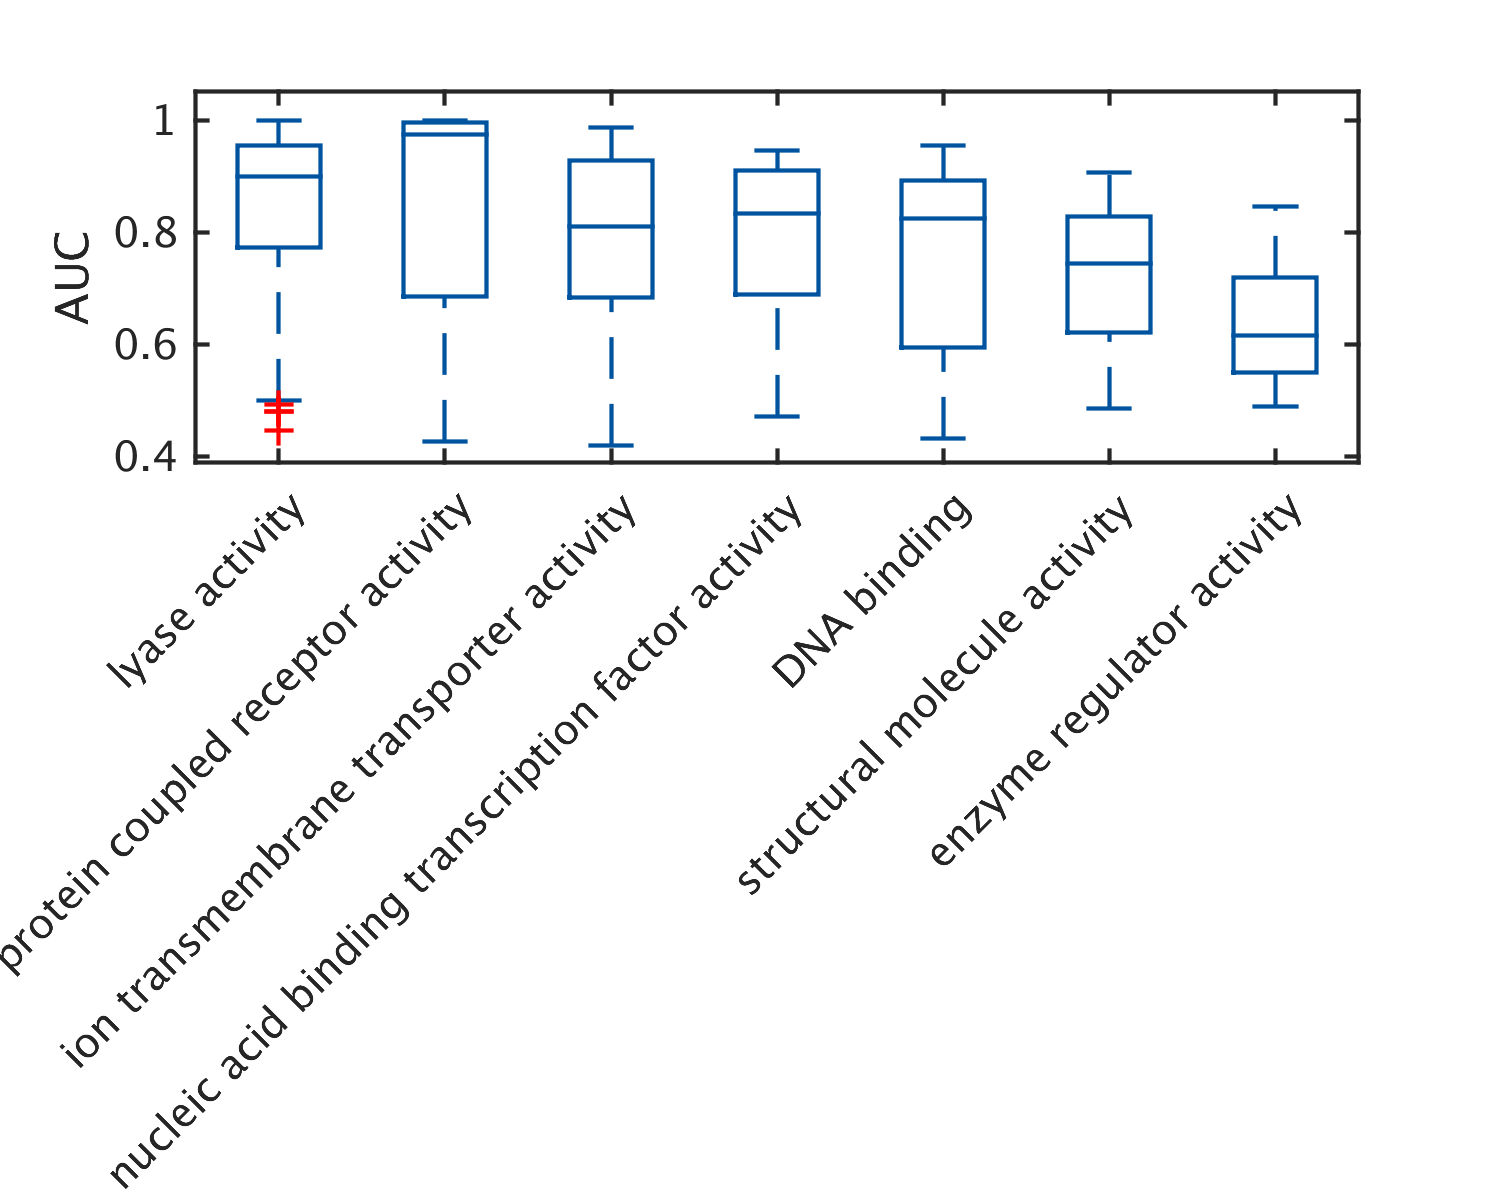 AUC
1
0.8
0.6
0.4
lyase activity
protein coupled receptor activity
ion transmembrane transporter activity
nucleic acid binding transcription factor activity
DNA binding
structural molecule activity
enzyme regulator activity